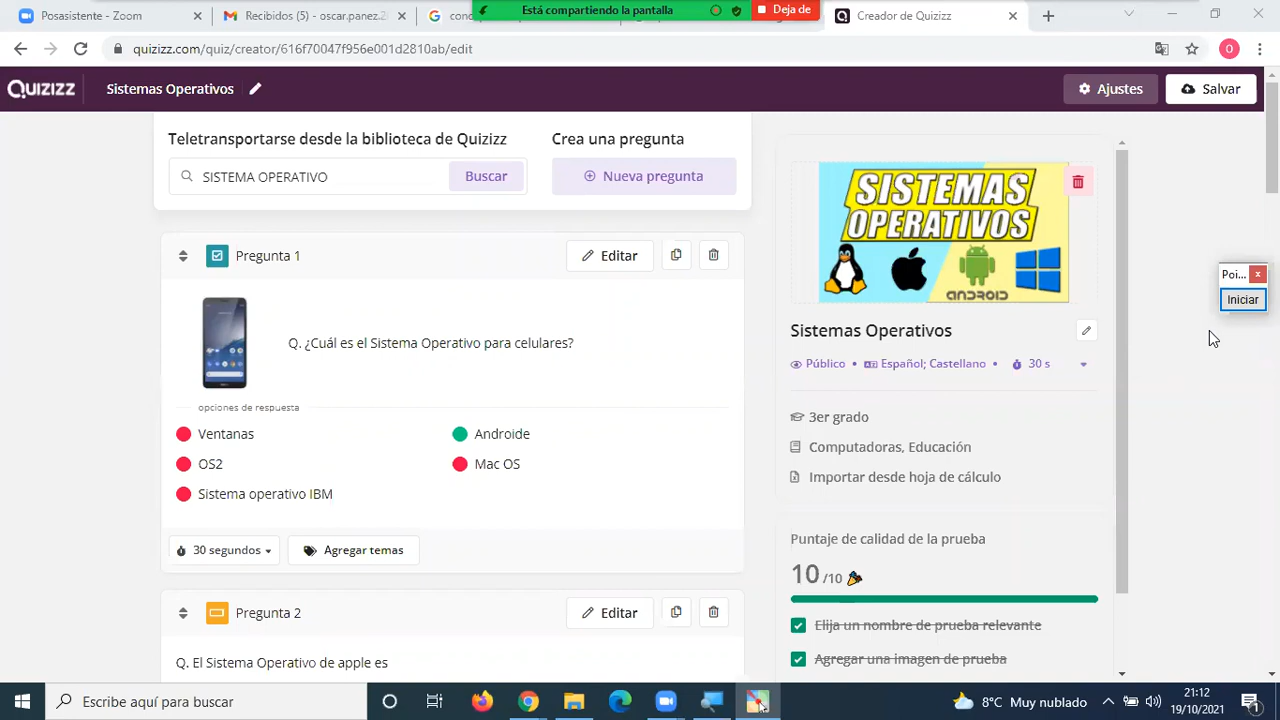 Posasistencia - Zoom
Recibidos (5) - oscar.panez.2
Está compartiendo la pantalla
Deja de
Creador de Quizizz
quizizz.com/quiz/creator/616f70047f956e001d2810ab/edit
O
QUIZIZZ
Sistemas Operativos
Ajustes
Salvar
Teletransportarse desde la biblioteca de Quizizz
SISTEMA OPERATIVO
Buscar
Crea una pregunta
Nueva pregunta
Pregunta 1
Editar
Q. ¿Cuál es el Sistema Operativo para celulares?
opciones de respuesta
Ventanas
Androide
OS2
Mac OS
Sistema operativo IBM
30 segundos
Agregar temas
Pregunta 2
Editar
Q. El Sistema Operativo de apple es
SISTEMAS
OPERATIVOS
ANDROID
Sistemas Operativos
Público • Español; Castellano • 30 s
3er grado
Computadoras, Educación
Importar desde hoja de cálculo
Puntaje de calidad de la prueba
10 /10
Elija un nombre de prueba relevante
Agregar una imagen de prueba
Poi...
Iniciar
Escribe aquí para buscar
8°C Muy nublado
21:12
19/10/2021
1